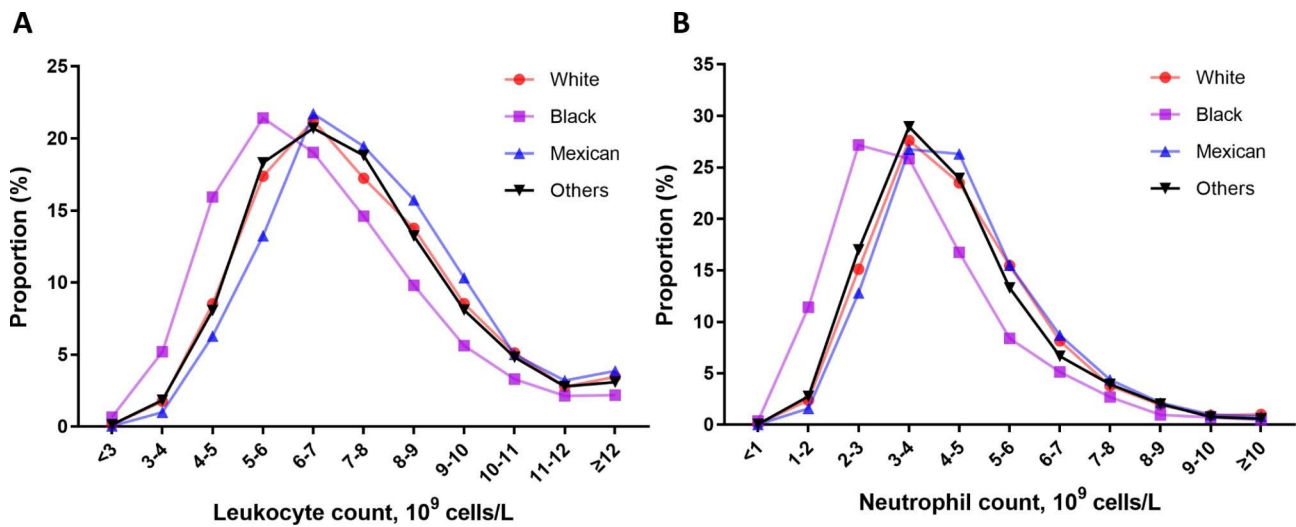 A
Proportion (%)
25
20
15
10
5
0
White
Black
Mexican
Others
<3
3-4
4-5
5-6
6-7
7-8
8-9
9-10
10-11
11-12
≥12
Leukocyte count, 10⁹ cells/L
B
Proportion (%)
35
30
25
20
15
10
5
0
White
Black
Mexican
Others
<1
1-2
2-3
3-4
4-5
5-6
6-7
7-8
8-9
9-10
≥10
Neutrophil count, 10⁹ cells/L